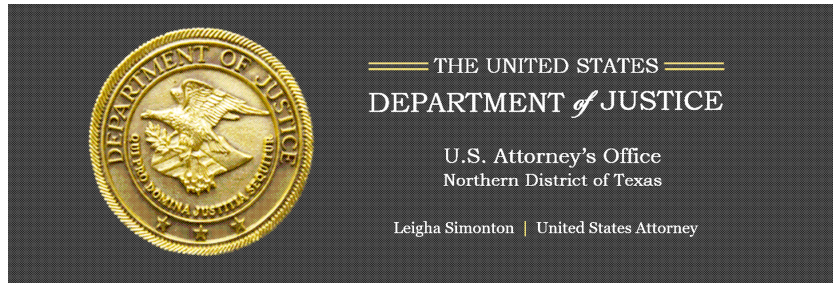 DEPARTMENT OF JUSTICE
QUI PRO DOMINA JUSTITIA SEQUITUR
THE UNITED STATES
DEPARTMENT of JUSTICE
U.S. Attorney's Office
Northern District of Texas
Leigha Simonton | United States Attorney